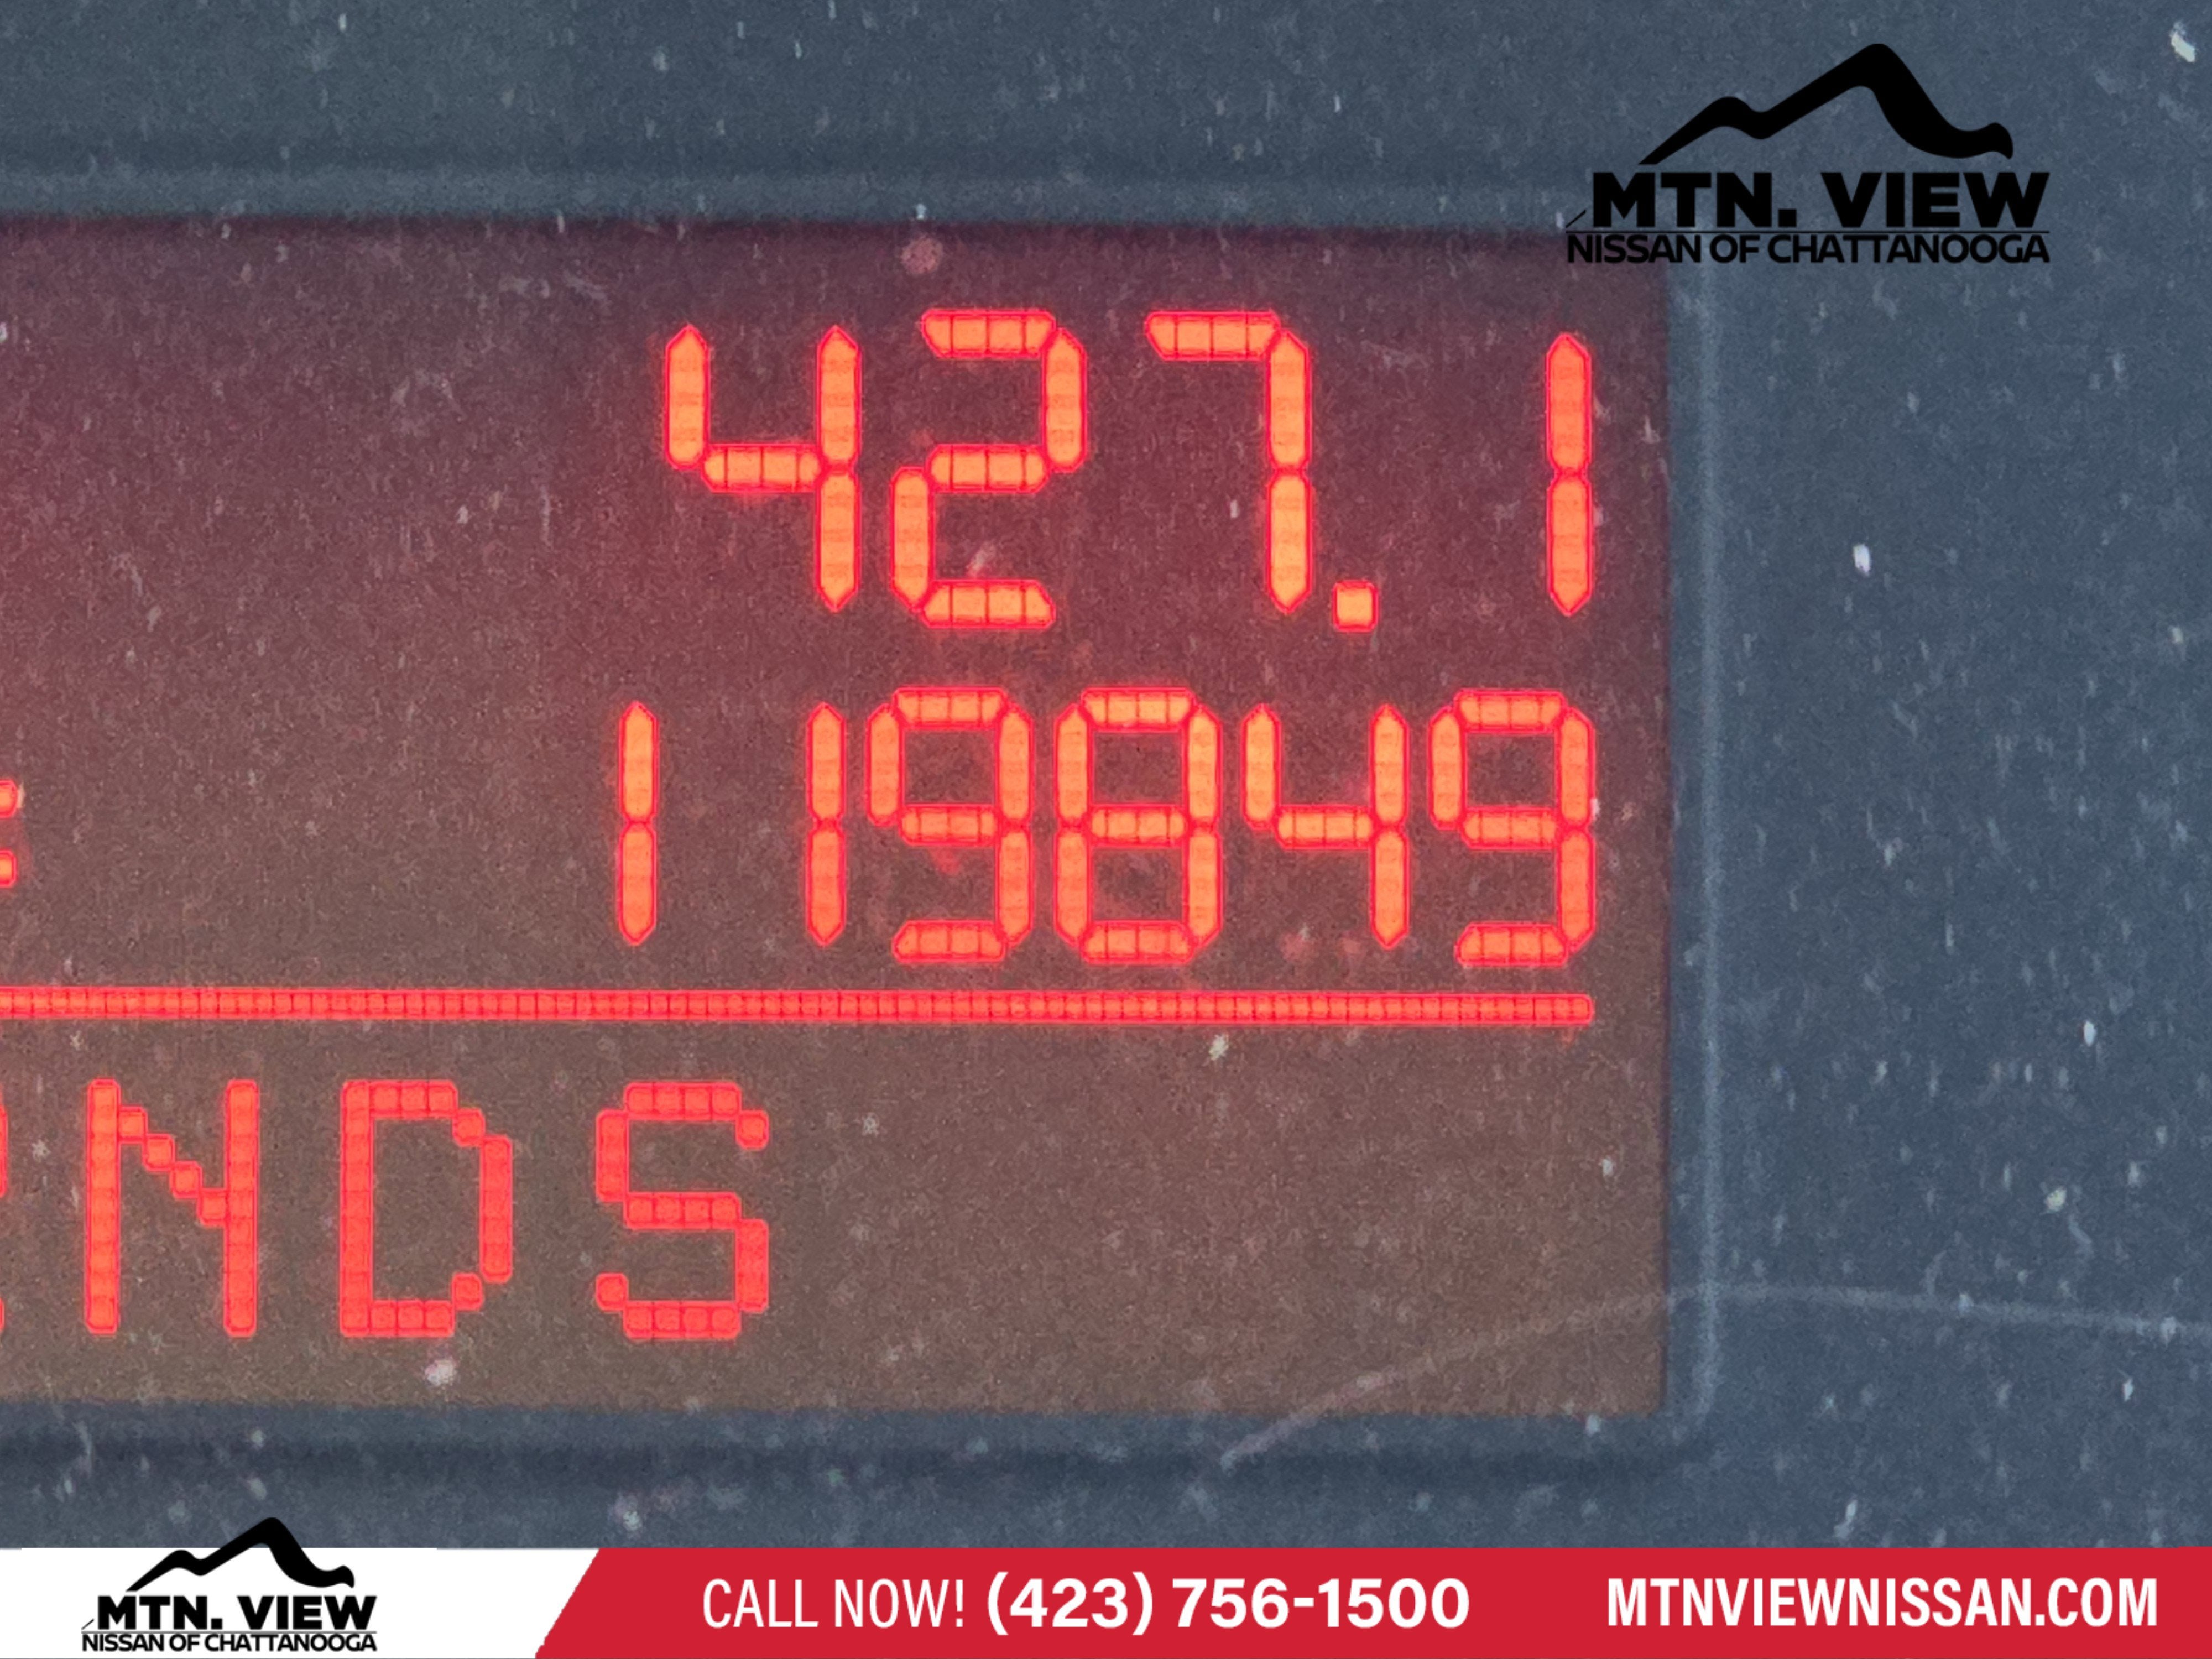 MTN. VIEW
NISSAN OF CHATTANOOGA
427.1
119849
NDS
MTN. VIEW
NISSAN OF CHATTANOOGA
CALL NOW! (423) 756-1500
MTNVIEWNISSAN.COM